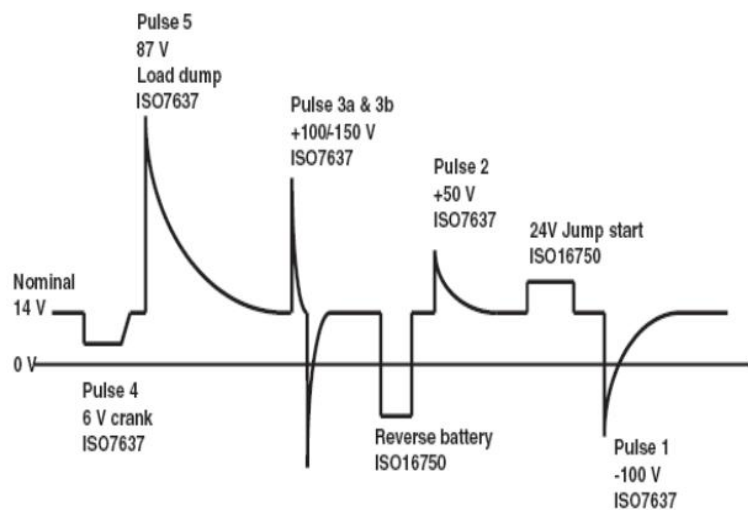 Pulse 5
87 V
Load dump
ISO7637
Pulse 3a & 3b
+100/-150 V
ISO7637
Pulse 2
+50 V
ISO7637
24V Jump start
ISO16750
Nominal
14 V
0 V
Pulse 4
6 V crank
ISO7637
Reverse battery
ISO16750
Pulse 1
-100 V
ISO7637